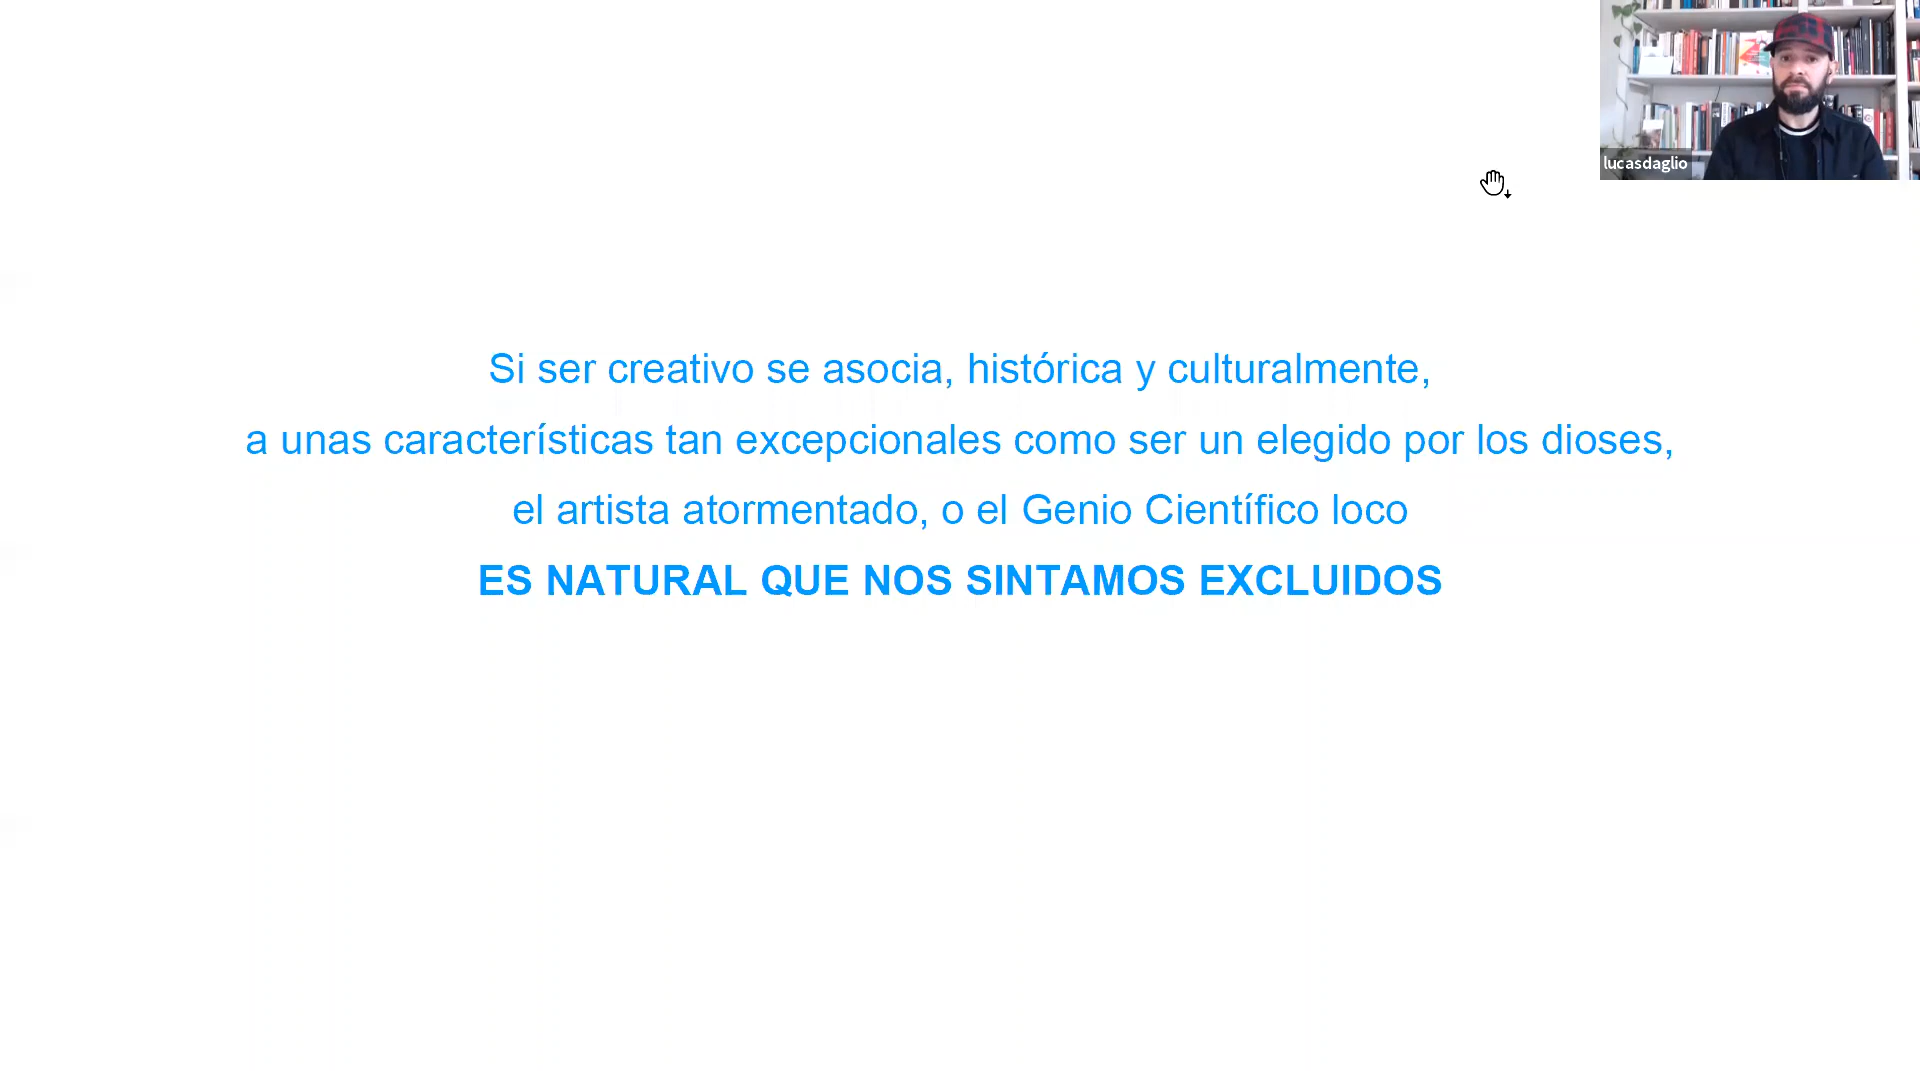 lucasdaglio
Si ser creativo se asocia, histórica y culturalmente,
a unas características tan excepcionales como ser un elegido por los dioses,
el artista atormentado, o el Genio Científico loco
ES NATURAL QUE NOS SINTAMOS EXCLUIDOS